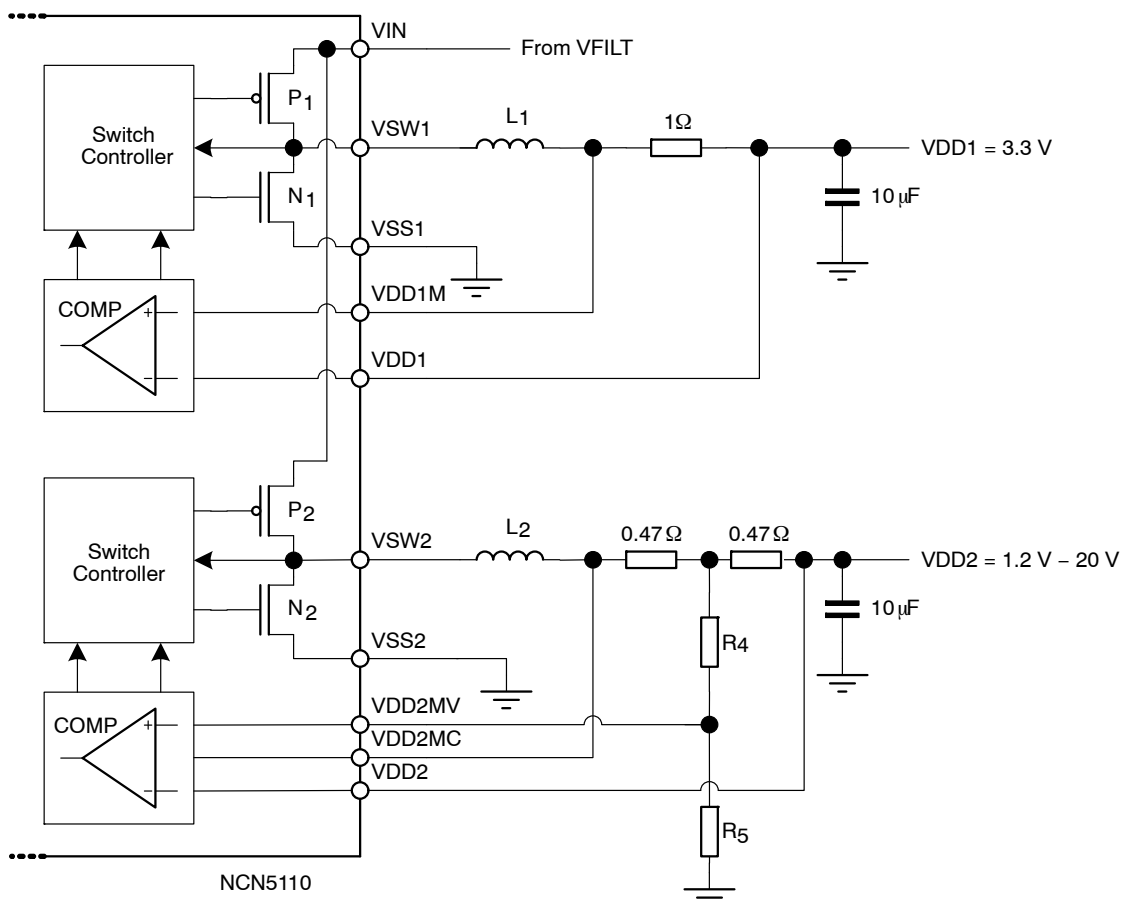 VIN
From VFILT
P1
Switch
Controller
VSW1
L1
1Ω
VDD1 = 3.3 V
N1
10 µF
VSS1
COMP
+
VDD1M
−
VDD1
P2
Switch
Controller
VSW2
L2
0.47 Ω
0.47 Ω
VDD2 = 1.2 V − 20 V
N2
10 µF
VSS2
R4
COMP
+
VDD2MV
VDD2MC
−
VDD2
R5
NCN5110